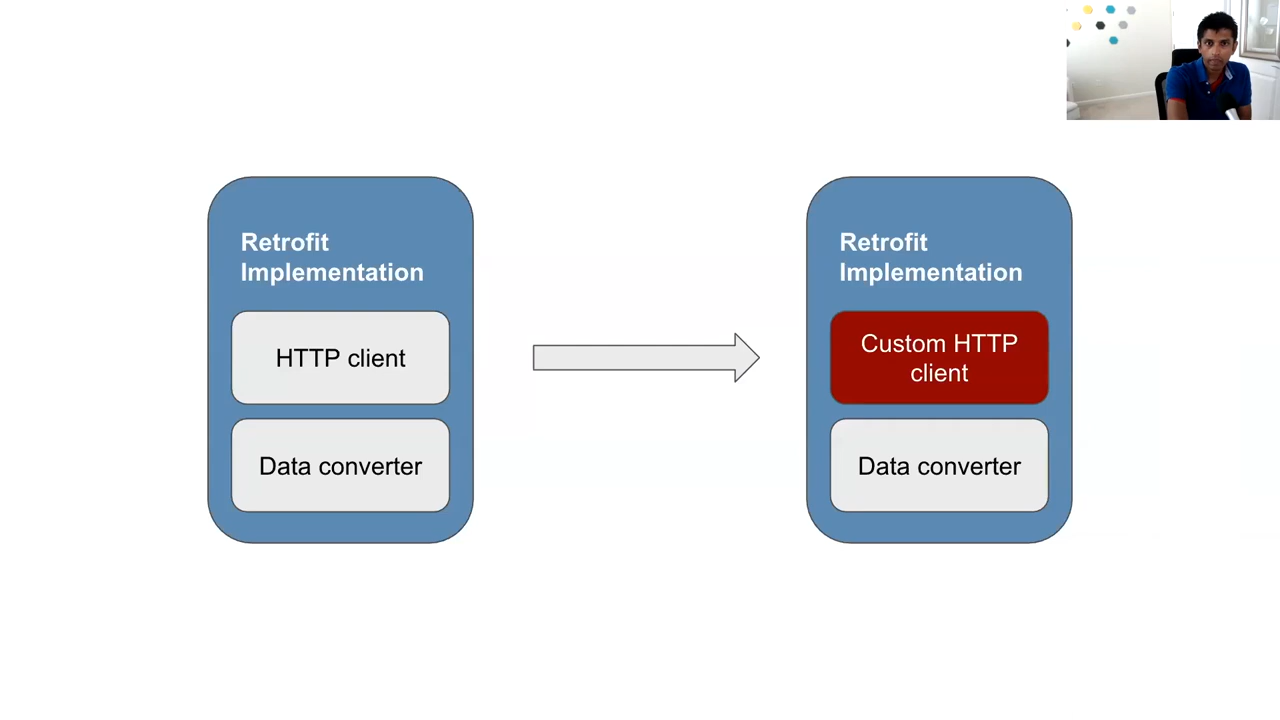 Retrofit
Implementation
HTTP client
Data converter
Retrofit
Implementation
Custom HTTP
client
Data converter